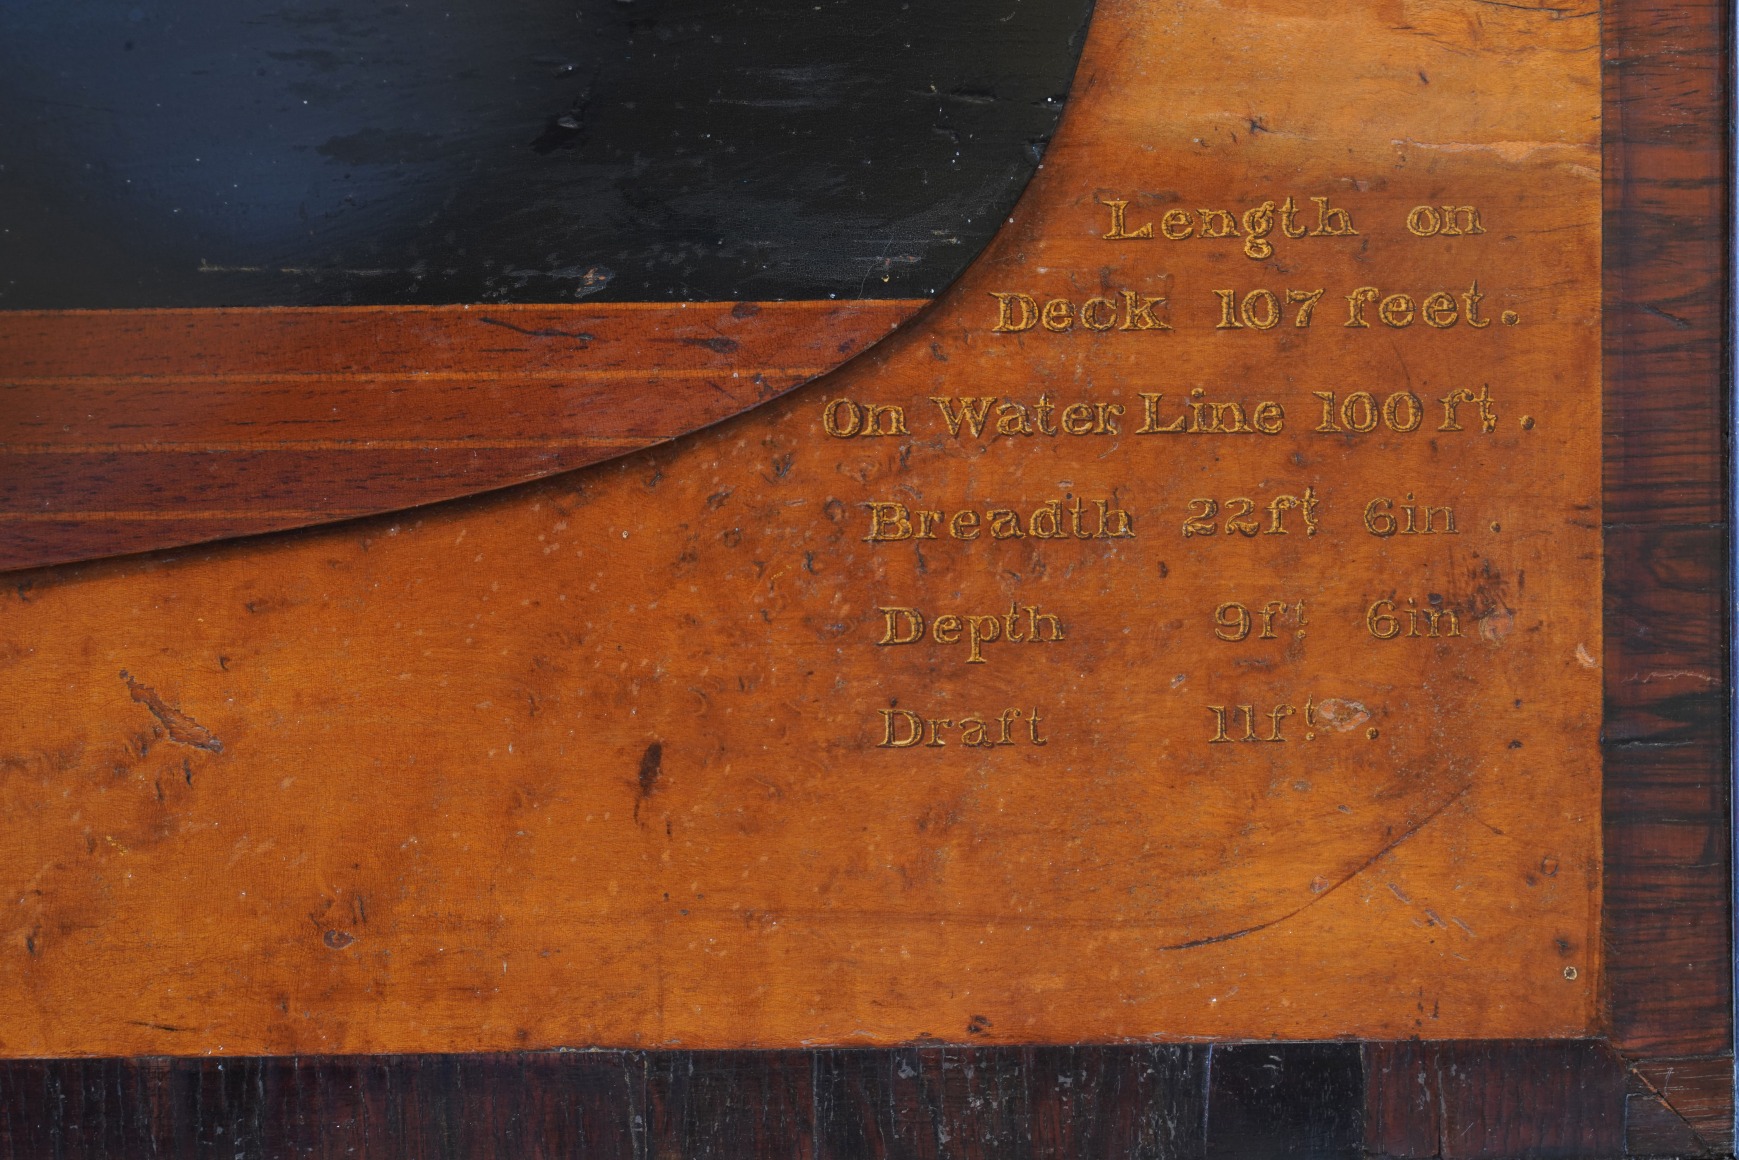 Length on
Deck 107 feet.
On Water Line 100 ft.
Breadth 22ft 6in.
Depth 9ft 6in
Draft 11ft.